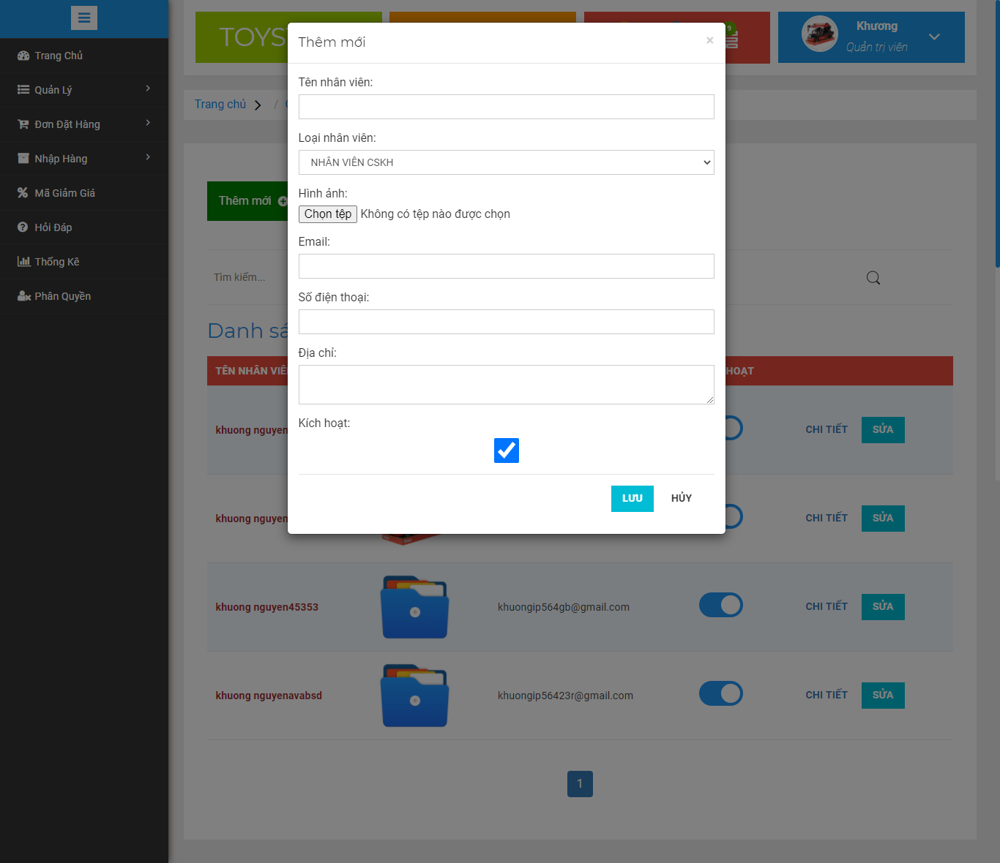 TOYS
9
Khương
Quản trị viên
Trang Chủ
Quản Lý
Đơn Đặt Hàng
Nhập Hàng
Mã Giảm Giá
Hỏi Đáp
Thống Kê
Phân Quyền
Trang chủ /
Thêm mới
Tìm kiếm...
Danh sá
Thêm mới ×
Tên nhân viên:
Loại nhân viên:
NHÂN VIÊN CSKH
Hình ảnh:
Chọn tệp Không có tệp nào được chọn
Email:
Số điện thoại:
Địa chỉ:
Kích hoạt:
LƯU HỦY
TÊN NHÂN VIÊ HOẠT
khuong nguyen CHI TIẾT SỬA
khuong nguyen CHI TIẾT SỬA
khuong nguyen45353 khuongip564gb@gmail.com CHI TIẾT SỬA
khuong nguyenavabsd khuongip56423r@gmail.com CHI TIẾT SỬA
1